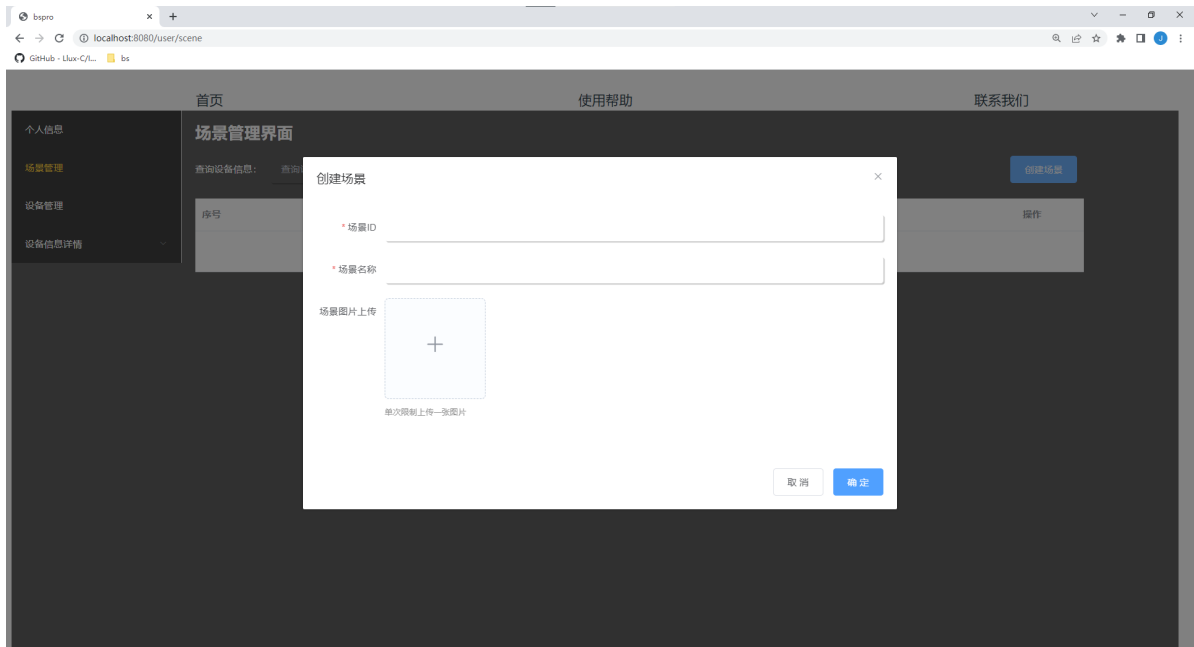 bspro
localhost:8080/user/scene
J
GitHub - Llux-C/I...
bs
首页
使用帮助
联系我们
个人信息
场景管理
设备管理
设备信息详情
场景管理界面
查询设备信息:
查询
创建场景
序号
操作
创建场景
* 场景ID
* 场景名称
场景图片上传
单次限制上传一张图片
取 消
确 定